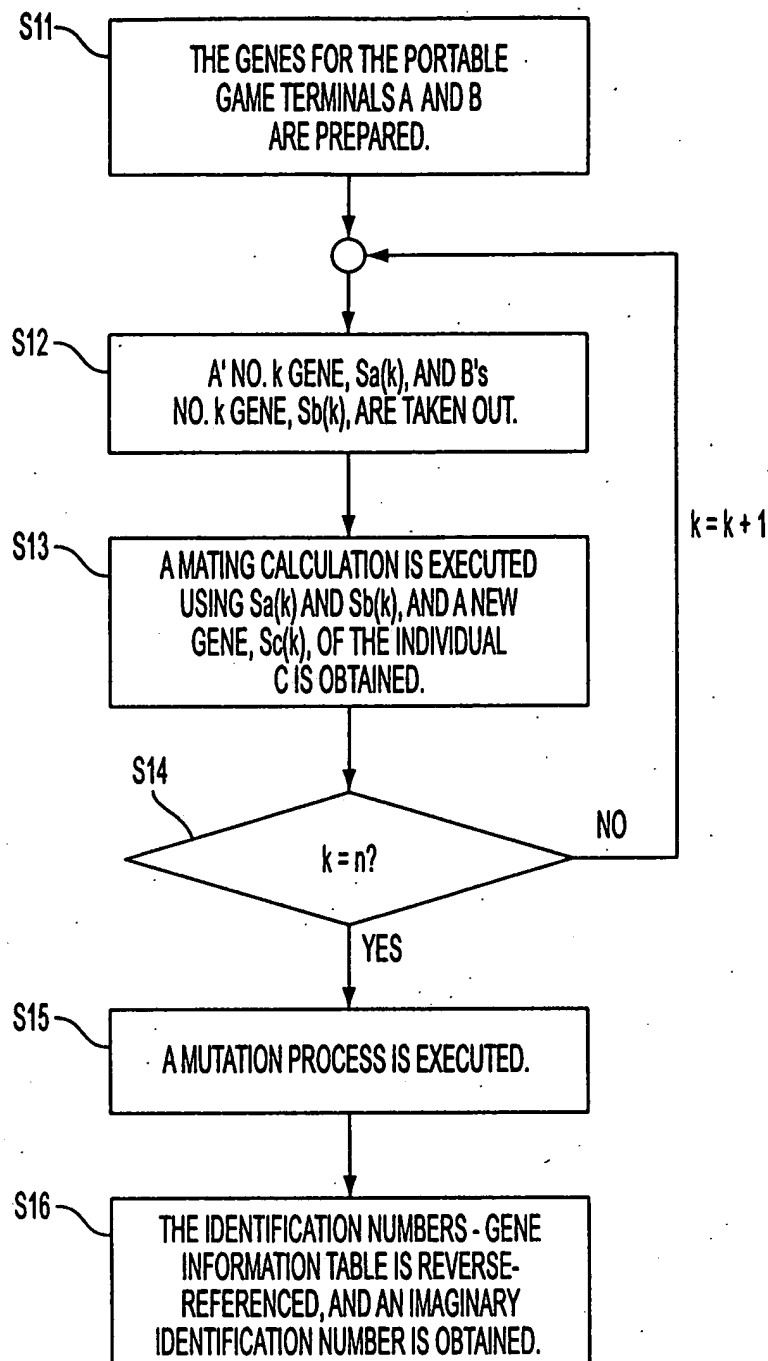 S11
THE GENES FOR THE PORTABLE
GAME TERMINALS A AND B
ARE PREPARED.
S12
A' NO. k GENE, Sa(k), AND B's
NO. k GENE, Sb(k), ARE TAKEN OUT.
k = k + 1
S13
A MATING CALCULATION IS EXECUTED
USING Sa(k) AND Sb(k), AND A NEW
GENE, Sc(k), OF THE INDIVIDUAL
C IS OBTAINED.
S14
k = n?
NO
YES
S15
A MUTATION PROCESS IS EXECUTED.
S16
THE IDENTIFICATION NUMBERS - GENE
INFORMATION TABLE IS REVERSE-
REFERENCED, AND AN IMAGINARY
IDENTIFICATION NUMBER IS OBTAINED.